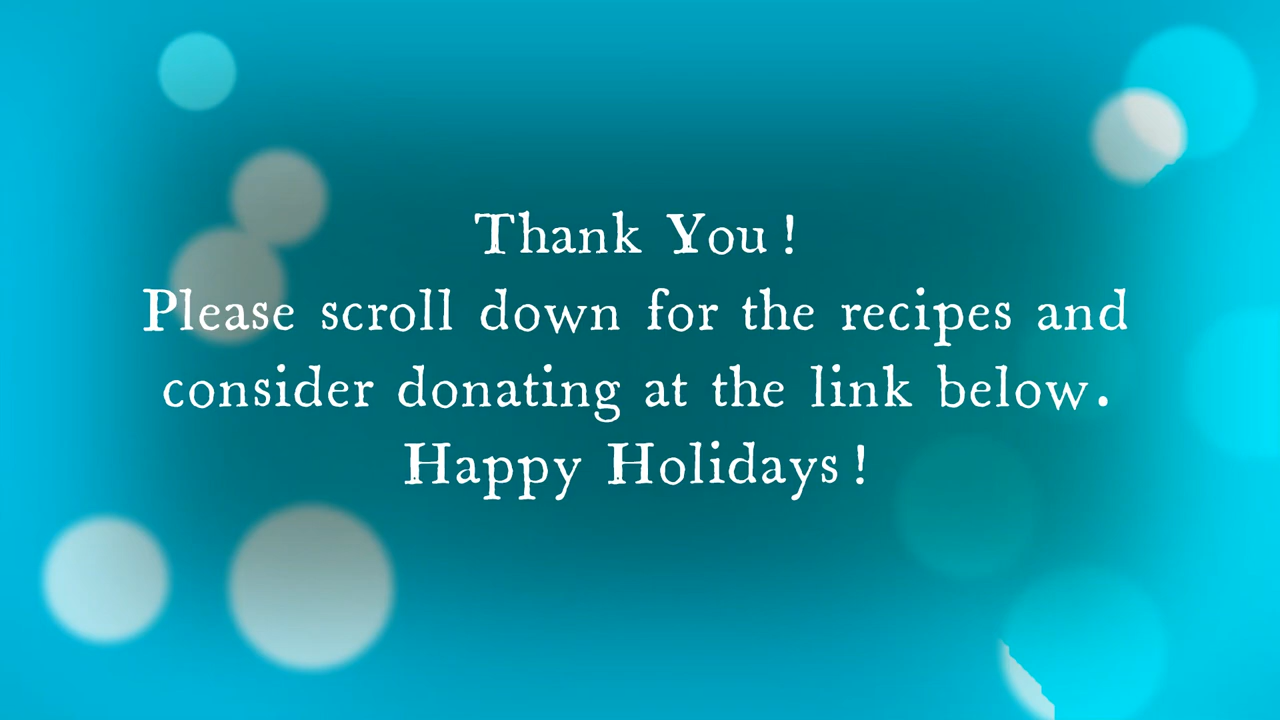 Thank You!
Please scroll down for the recipes and
consider donating at the link below.
Happy Holidays!